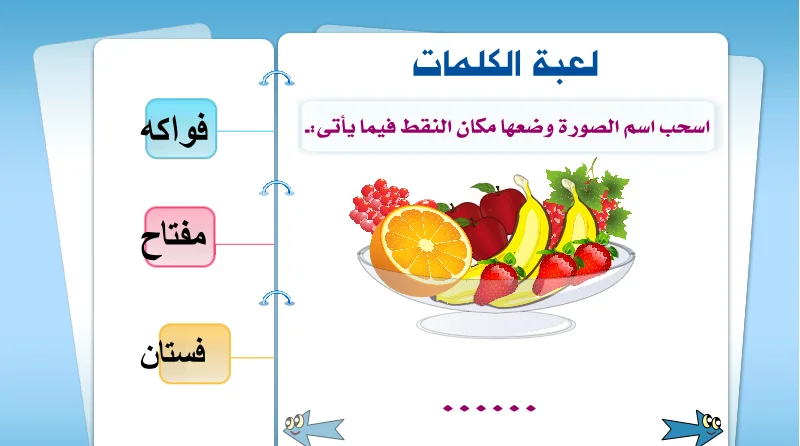 لعبة الكلمات
اسحب اسم الصورة وضعها مكان النقط فيما يأتى :ـ
فواكه
مفتاح
فستان
......